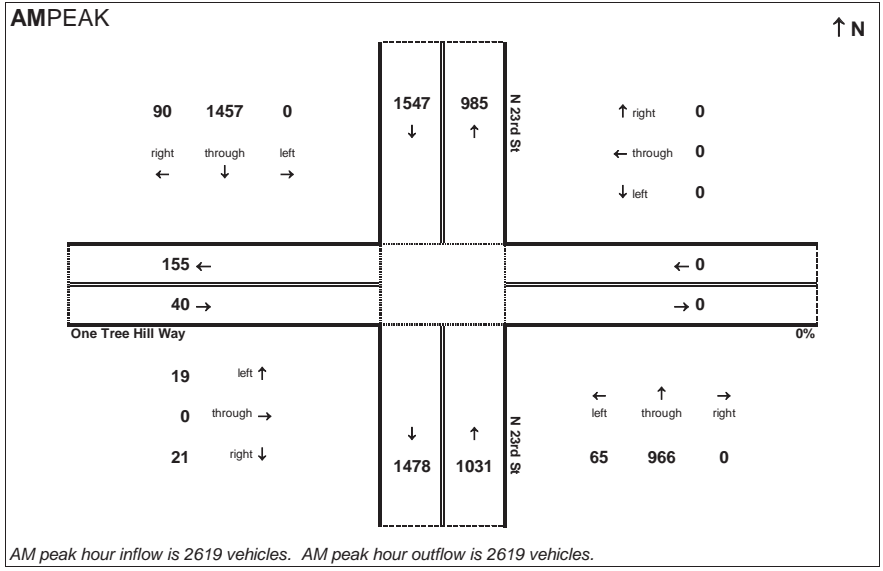 AMPEAK
↑ N
90 1457 0
right through left
← ↓ →
1547 985
↓ ↑
N 23rd St
↑ right 0
← through 0
↓ left 0
155 ←
40 →
← 0
→ 0
One Tree Hill Way
0%
19 left ↑
0 through →
21 right ↓
↓ ↑
1478 1031
N 23rd St
← ↑ →
left through right
65 966 0
AM peak hour inflow is 2619 vehicles. AM peak hour outflow is 2619 vehicles.